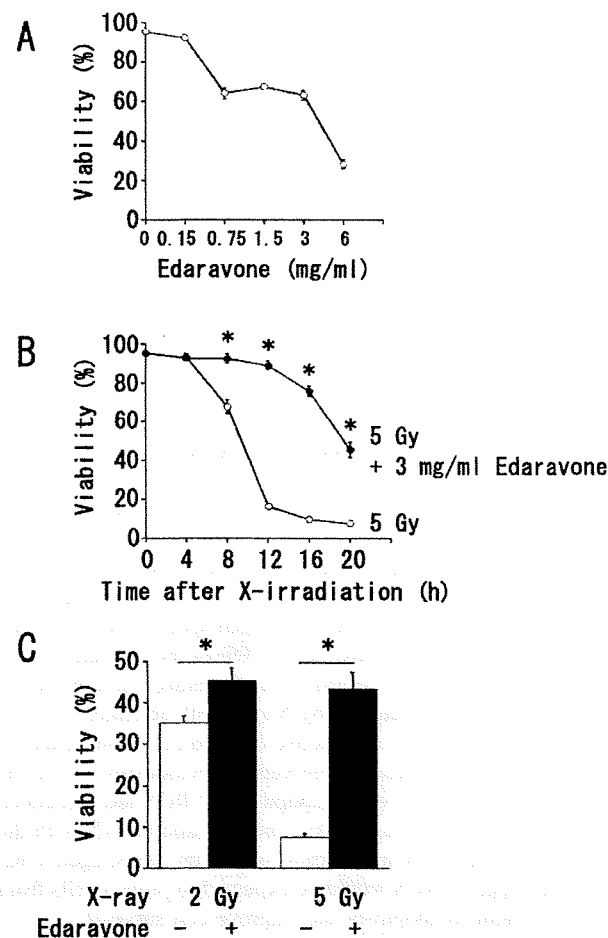 A
Viability (%)
100
80
60
40
20
0
0 0.15 0.75 1.5 3 6
Edaravone (mg/ml)
B
Viability (%)
100
80
60
40
20
0
* * * *
5 Gy
+ 3 mg/ml Edaravone
5 Gy
0 4 8 12 16 20
Time after X-irradiation (h)
C
Viability (%)
50
40
30
20
10
0
* *
X-ray 2 Gy 5 Gy
Edaravone − + − +